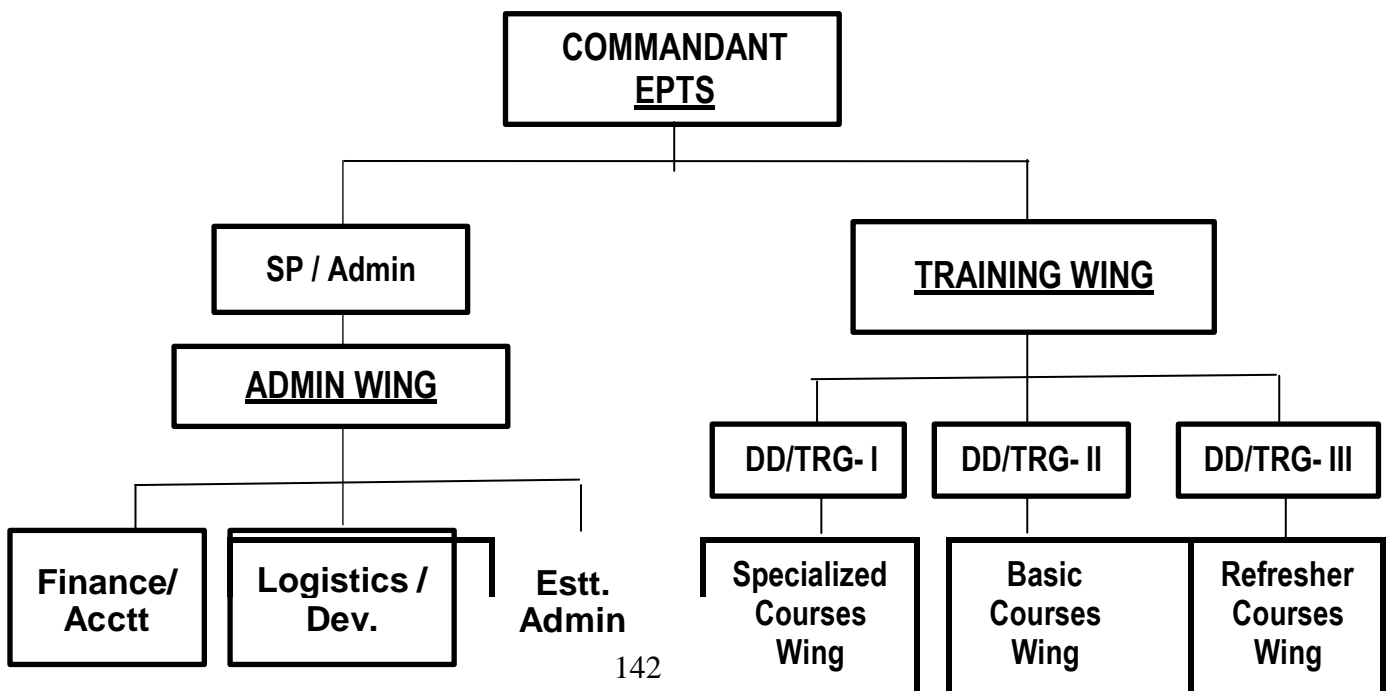 COMMANDANT
EPTS
SP / Admin
TRAINING WING
ADMIN WING
DD/TRG- I
DD/TRG- II
DD/TRG- III
Finance/
Acctt
Logistics /
Dev.
Estt.
Admin
Specialized
Courses
Wing
Basic
Courses
Wing
Refresher
Courses
Wing
142